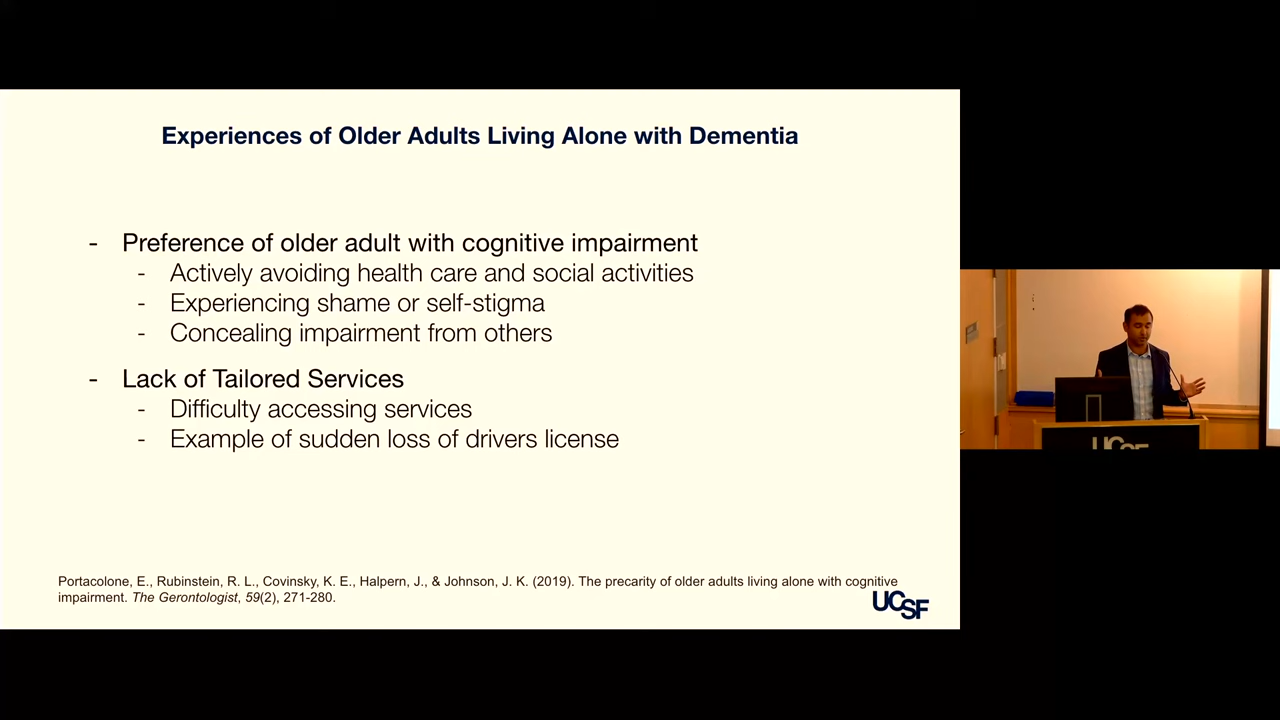 Experiences of Older Adults Living Alone with Dementia
- Preference of older adult with cognitive impairment
- Actively avoiding health care and social activities
- Experiencing shame or self-stigma
- Concealing impairment from others
- Lack of Tailored Services
- Difficulty accessing services
- Example of sudden loss of drivers license
Portacolone, E., Rubinstein, R. L., Covinsky, K. E., Halpern, J., & Johnson, J. K. (2019). The precarity of older adults living alone with cognitive
impairment. The Gerontologist, 59(2), 271-280.
UCSF
UCSF